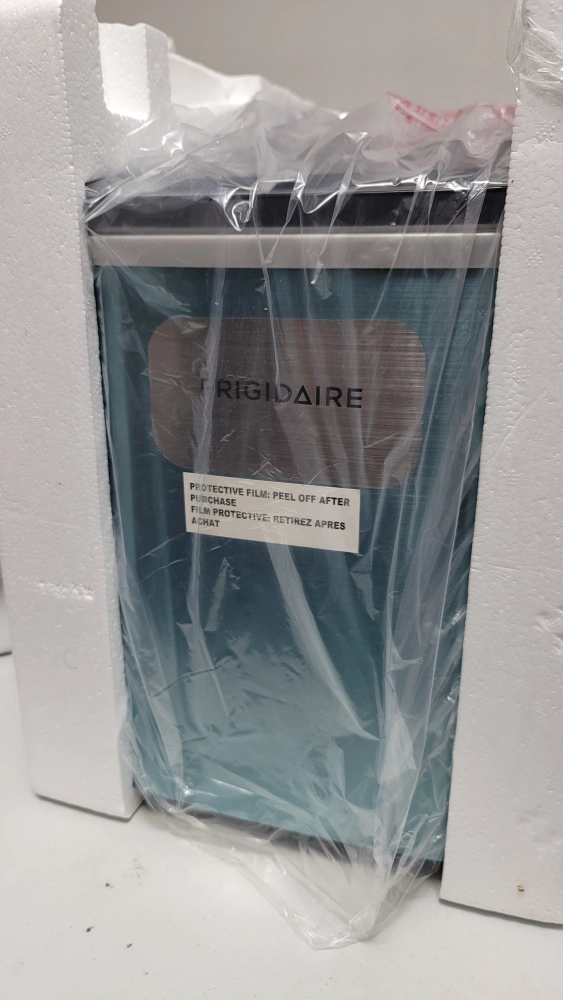 FRIGIDAIRE
PROTECTIVE FILM: PEEL OFF AFTER
PURCHASE
FILM PROTECTIVE: RETIREZ APRES
ACHAT